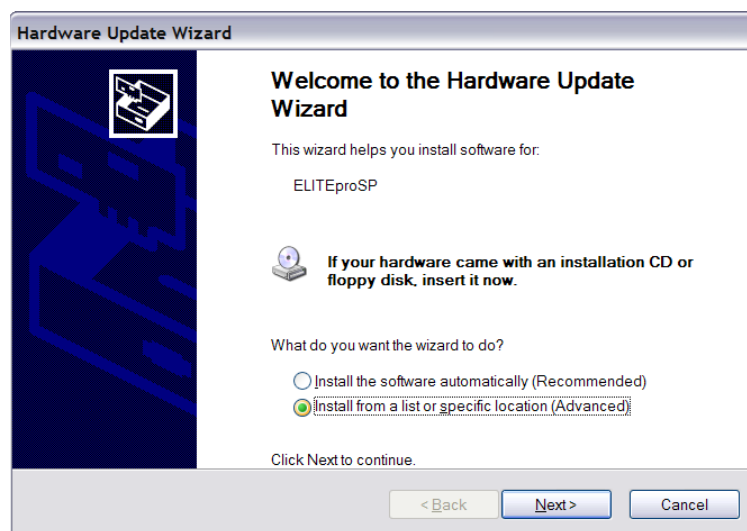 Hardware Update Wizard
Welcome to the Hardware Update
Wizard
This wizard helps you install software for:
ELITEproSP
If your hardware came with an installation CD or
floppy disk, insert it now.
What do you want the wizard to do?
Install the software automatically (Recommended)
Install from a list or specific location (Advanced)
Click Next to continue.
< Back
Next >
Cancel